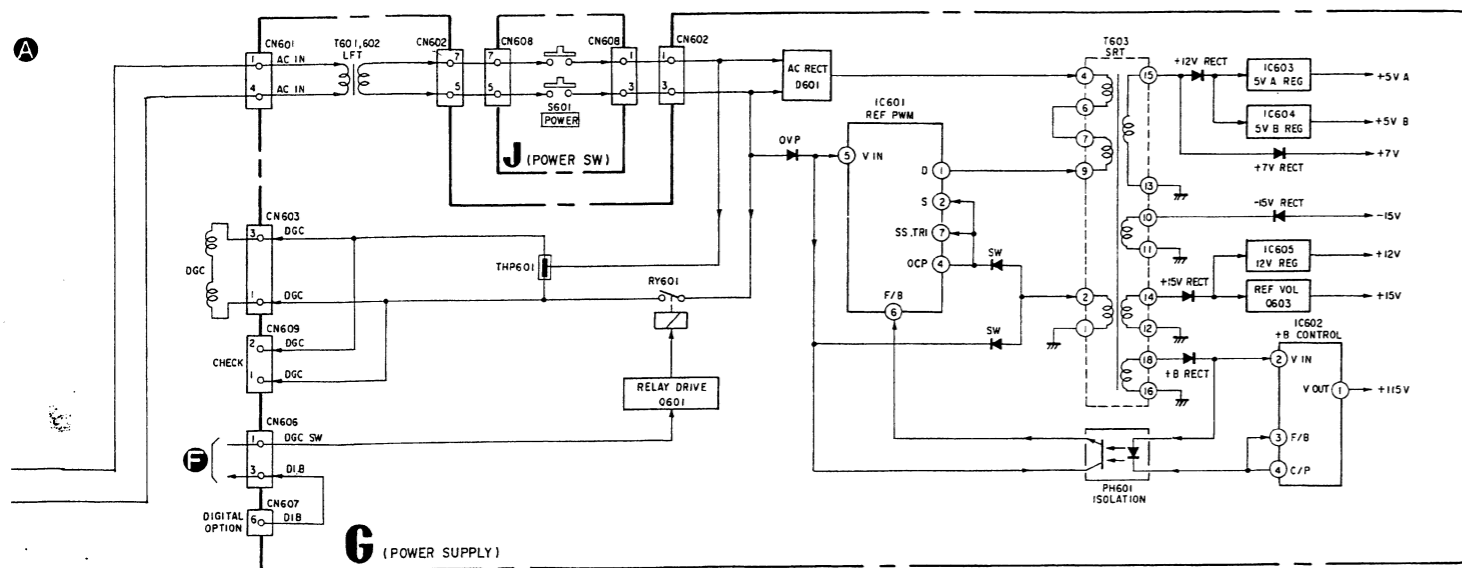 A
CN601
T601,602
LFT
CN602
CN608
CN608
CN602
1
AC IN
4
AC IN
7
5
7
5
S601
POWER
1
3
1
3
AC RECT
D601
J (POWER SW)
OVP
IC601
REF PWM
5
V IN
D
1
S
2
SS.TRI
7
OCP
4
F/B
6
SW
SW
T603
SRT
4
6
7
9
2
1
15
13
10
11
14
12
18
16
+12V RECT
IC603
5V A REG
+5V A
IC604
5V B REG
+5V B
+7V RECT
+7V
-15V RECT
-15V
IC605
12V REG
+12V
+15V RECT
REF VOL
Q603
+15V
+B RECT
IC602
+B CONTROL
2
V IN
V OUT
1
+115V
3
F/B
4
C/P
PH601
ISOLATION
CN603
3
DGC
DGC
1
DGC
THP601
RY601
CN609
2
DGC
CHECK
1
DGC
RELAY DRIVE
Q601
CN606
1
DGC SW
F
3
DIB
CN607
DIGITAL
OPTION
6
DIB
G (POWER SUPPLY)